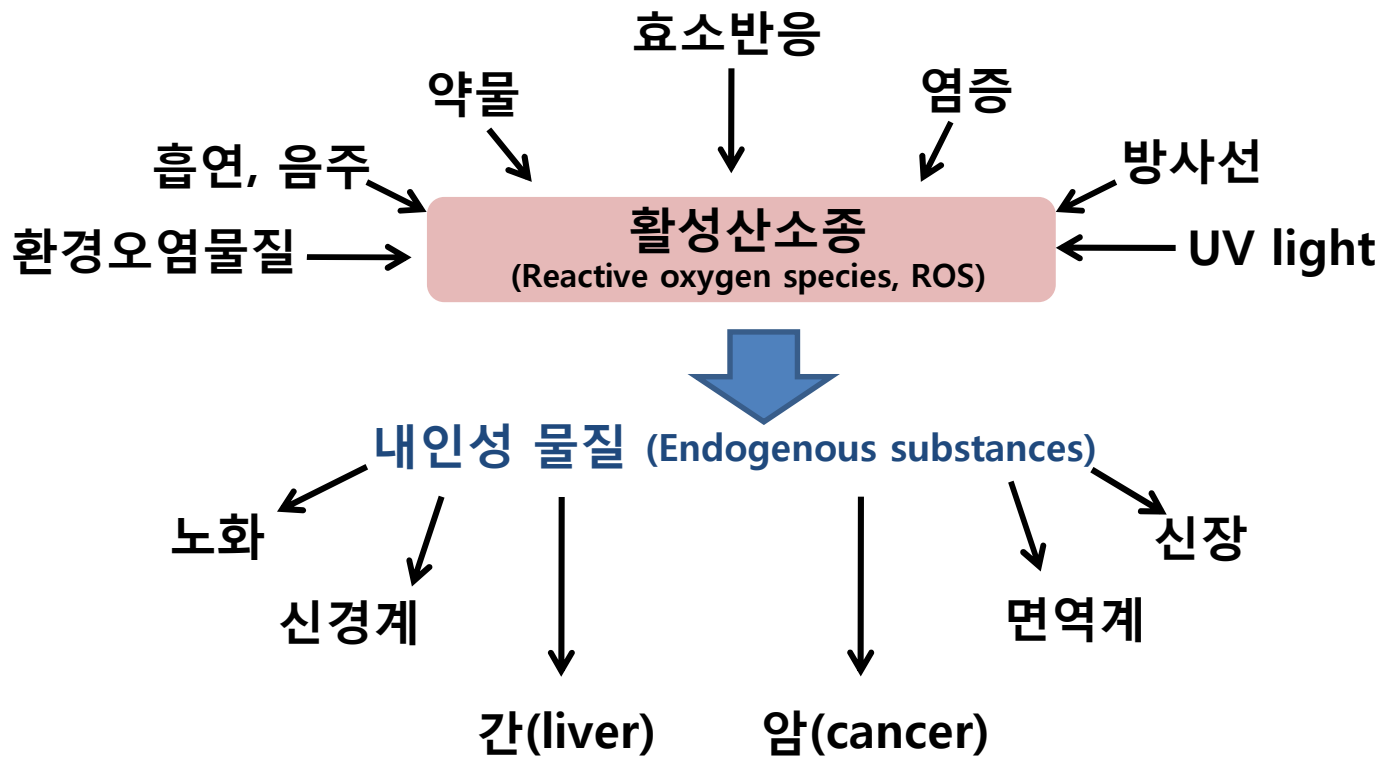 효소반응
약물
염증
흡연, 음주
방사선
환경오염물질
활성산소종
(Reactive oxygen species, ROS)
UV light
내인성 물질 (Endogenous substances)
노화
신장
신경계
면역계
간(liver)
암(cancer)